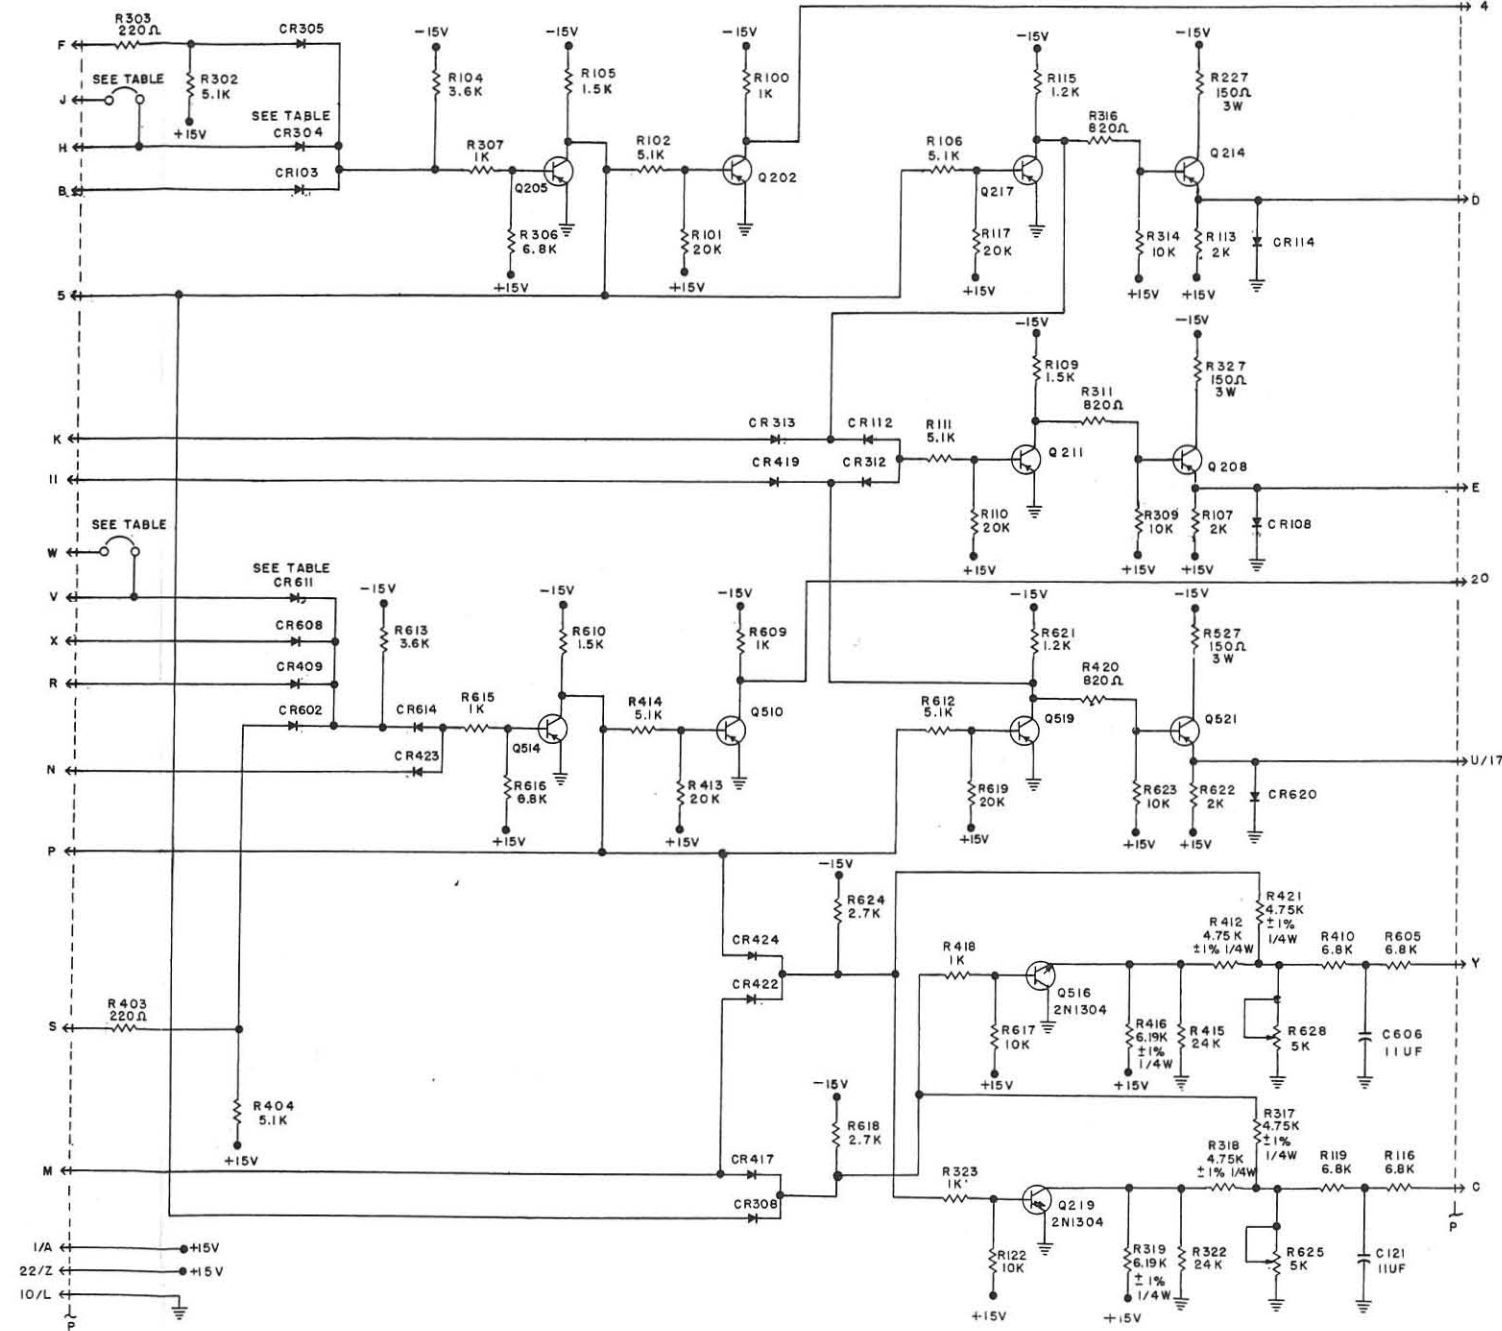 4
R303
220Ω
CR305
F
-15V
-15V
-15V
-15V
-15V
SEE TABLE
R302
5.1K
J
+15V
SEE TABLE
CR304
H
CR103
B
R104
3.6K
R105
1.5K
R100
1K
R307
1K
Q205
R306
6.8K
+15V
R102
5.1K
Q202
R101
20K
+15V
R106
5.1K
R115
1.2K
R316
820Ω
R227
150Ω
3W
Q217
Q214
R117
20K
+15V
R314
10K
R113
2K
CR114
+15V
+15V
D
5
-15V
-15V
R109
1.5K
R311
820Ω
R327
150Ω
3W
K
CR313
CR112
R111
5.1K
Q211
Q208
11
CR419
CR312
E
R110
20K
+15V
R309
10K
R107
2K
CR108
+15V
+15V
SEE TABLE
W
SEE TABLE
CR611
V
20
-15V
-15V
-15V
-15V
-15V
CR608
X
R613
3.6K
R610
1.5K
R609
1K
R621
1.2K
R527
150Ω
3W
CR409
R
R420
820Ω
CR602
CR614
R615
1K
R414
5.1K
R612
5.1K
Q514
Q510
Q519
Q521
CR423
N
R616
6.8K
+15V
R413
20K
+15V
R619
20K
+15V
R623
10K
R622
2K
CR620
+15V
+15V
U/17
P
-15V
R624
2.7K
CR424
CR422
R418
1K
Q516
2N1304
R421
4.75K
±1%
1/4W
R412
4.75K
±1% 1/4W
R410
6.8K
R605
6.8K
Y
R403
220Ω
S
R617
10K
+15V
R416
6.19K
±1%
1/4W
+15V
R415
24K
R628
5K
C606
11UF
R404
5.1K
+15V
-15V
R618
2.7K
M
CR417
CR308
R323
1K
Q219
2N1304
R317
4.75K
±1%
1/4W
R318
4.75K
±1% 1/4W
R119
6.8K
R116
6.8K
C
P
R122
10K
+15V
R319
6.19K
±1%
1/4W
+15V
R322
24K
R625
5K
C121
11UF
1/A
+15V
22/Z
+15V
10/L
P